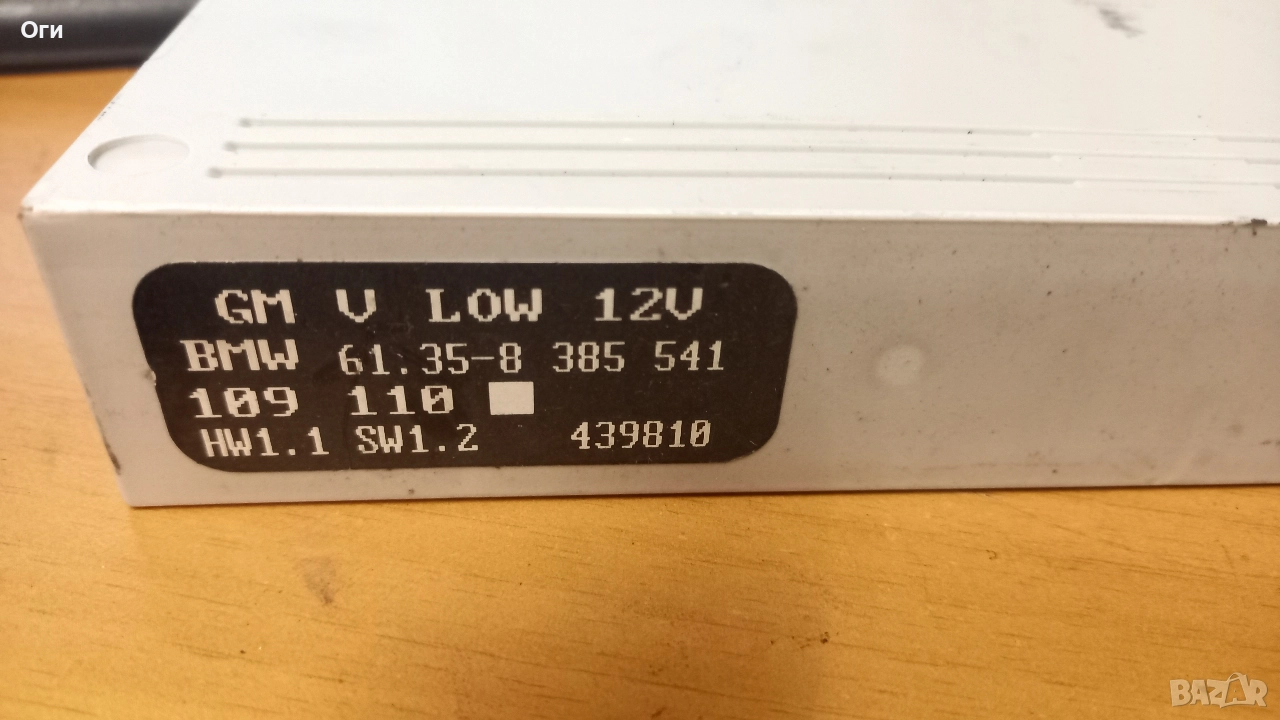 Оги
GM V LOW 12V
BMW 61.35-8 385 541
109 110
HW1.1 SW1.2 439810
BAZAR